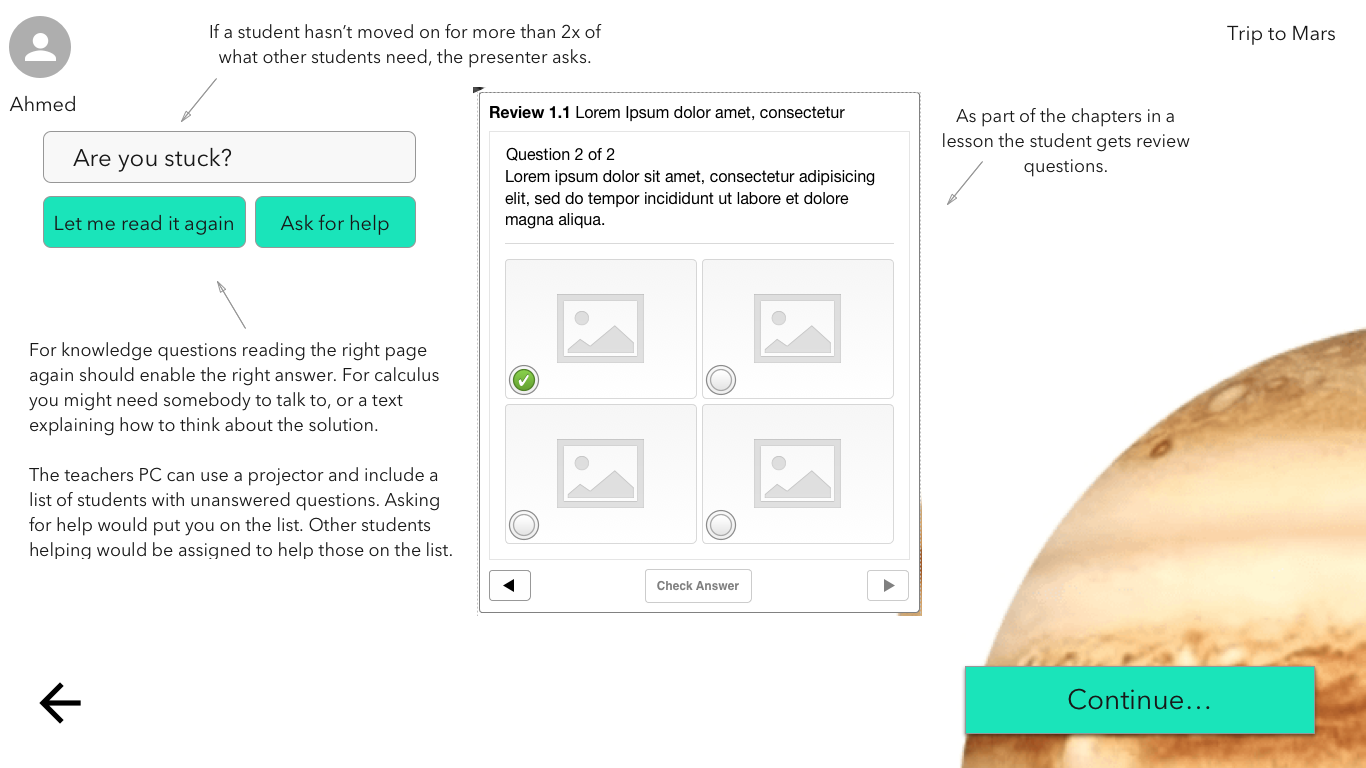 If a student hasn’t moved on for more than 2x of
what other students need, the presenter asks.
Trip to Mars
Ahmed
Are you stuck?
Let me read it again
Ask for help
Review 1.1 Lorem Ipsum dolor amet, consectetur
Question 2 of 2
Lorem ipsum dolor sit amet, consectetur adipisicing
elit, sed do tempor incididunt ut labore et dolore
magna aliqua.
Check Answer
As part of the chapters in a
lesson the student gets review
questions.
For knowledge questions reading the right page
again should enable the right answer. For calculus
you might need somebody to talk to, or a text
explaining how to think about the solution.
The teachers PC can use a projector and include a
list of students with unanswered questions. Asking
for help would put you on the list. Other students
helping would be assigned to help those on the list.
Continue…